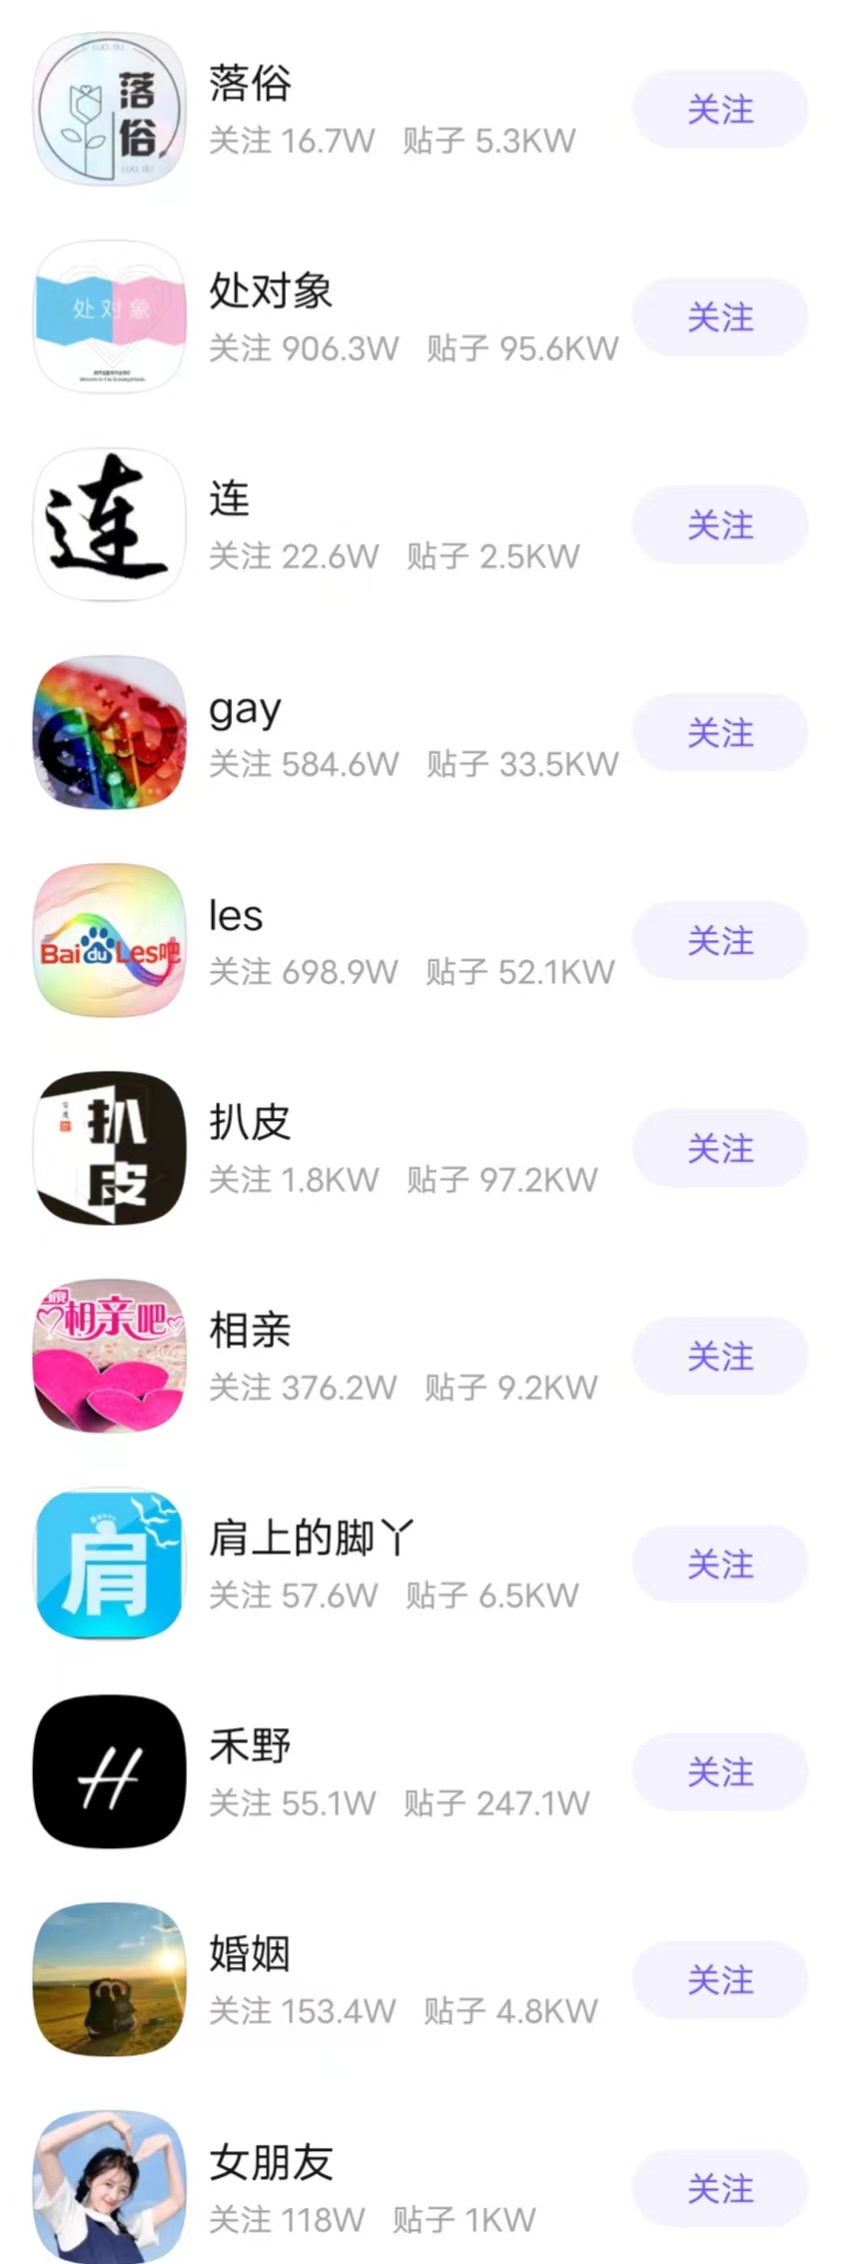 落俗
落俗
关注 16.7W 贴子 5.3KW
关注
处对象
处对象
关注 906.3W 贴子 95.6KW
关注
连
连
关注 22.6W 贴子 2.5KW
关注
gay
关注 584.6W 贴子 33.5KW
关注
Bai du Les吧
les
关注 698.9W 贴子 52.1KW
关注
扒皮
扒皮
关注 1.8KW 贴子 97.2KW
关注
相亲吧
相亲
关注 376.2W 贴子 9.2KW
关注
肩
肩上的脚丫
关注 57.6W 贴子 6.5KW
关注
H
禾野
关注 55.1W 贴子 247.1W
关注
婚姻
关注 153.4W 贴子 4.8KW
关注
女朋友
关注 118W 贴子 1KW
关注